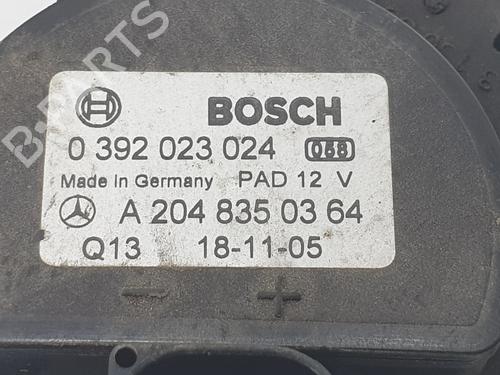 B-PARTS
BOSCH
0 392 023 024 068
Made in Germany PAD 12 V
A 204 835 03 64
Q13 18-11-05
− +